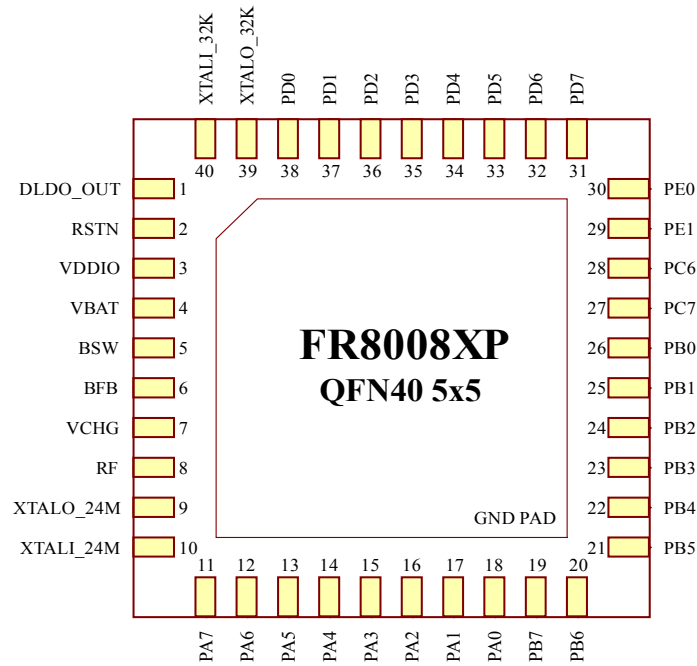 XTALI_32K XTALO_32K PD0 PD1 PD2 PD3 PD4 PD5 PD6 PD7
40 39 38 37 36 35 34 33 32 31
DLDO_OUT 1 30 PE0
RSTN 2 29 PE1
VDDIO 3 28 PC6
VBAT 4 27 PC7
BSW 5 26 PB0
FR8008XP
BFB 6 25 PB1
QFN40 5x5
VCHG 7 24 PB2
RF 8 23 PB3
XTALO_24M 9 22 PB4
GND PAD
XTALI_24M 10 21 PB5
11 12 13 14 15 16 17 18 19 20
PA7 PA6 PA5 PA4 PA3 PA2 PA1 PA0 PB7 PB6